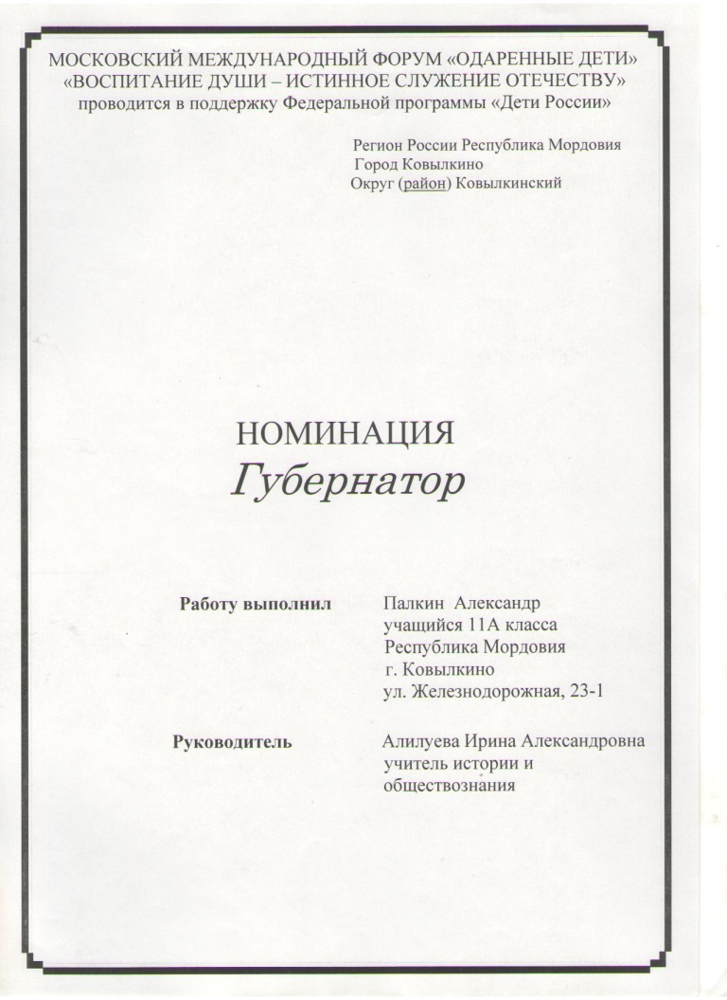 МОСКОВСКИЙ МЕЖДУНАРОДНЫЙ ФОРУМ «ОДАРЕННЫЕ ДЕТИ»
«ВОСПИТАНИЕ ДУШИ – ИСТИННОЕ СЛУЖЕНИЕ ОТЕЧЕСТВУ»
проводится в поддержку Федеральной программы «Дети России»
Регион России Республика Мордовия
Город Ковылкино
Округ (район) Ковылкинский
НОМИНАЦИЯ
Губернатор
Работу выполнил Палкин Александр
учащийся 11А класса
Республика Мордовия
г. Ковылкино
ул. Железнодорожная, 23-1
Руководитель Алилуева Ирина Александровна
учитель истории и
обществознания